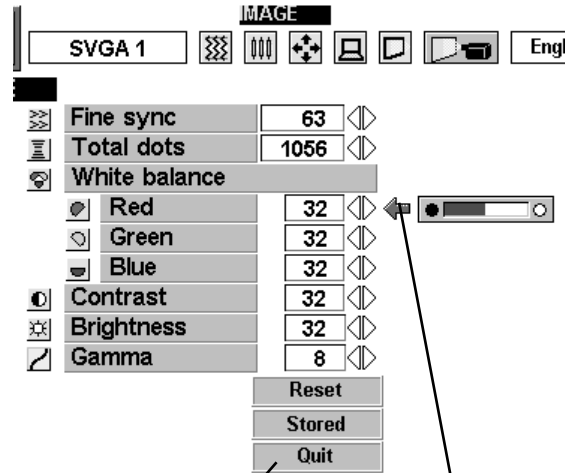 IMAGE
SVGA 1
Engl
Fine sync 63
Total dots 1056
White balance
Red 32
Green 32
Blue 32
Contrast 32
Brightness 32
Gamma 8
Reset
Stored
Quit